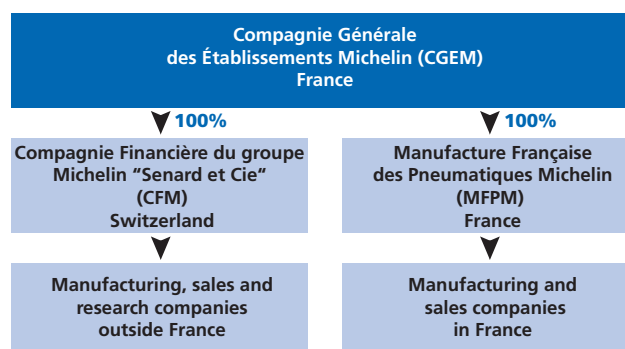 Compagnie Générale
des Établissements Michelin (CGEM)
France
100%
100%
Compagnie Financière du groupe
Michelin “Senard et Cie”
(CFM)
Switzerland
Manufacture Française
des Pneumatiques Michelin
(MFPM)
France
Manufacturing, sales and
research companies
outside France
Manufacturing and
sales companies
in France